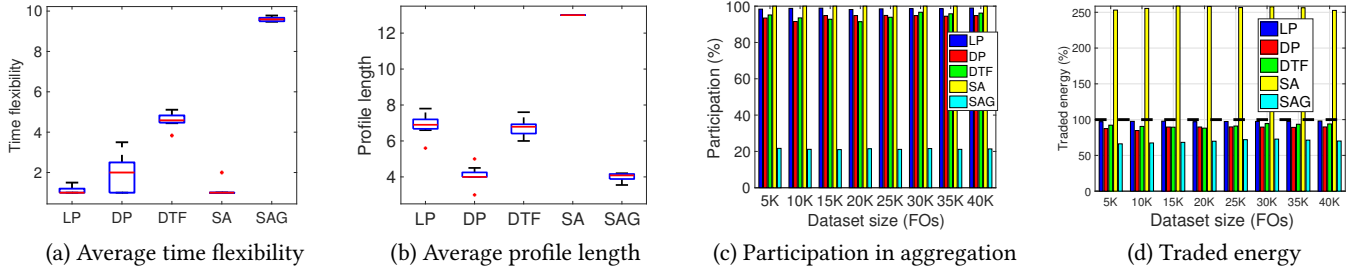 Time flexibility
10
8
6
4
2
LP DP DTF SA SAG
(a) Average time flexibility
Profile length
12
10
8
6
4
LP DP DTF SA SAG
(b) Average profile length
Participation (%)
100
80
60
40
20
0
5K 10K 15K 20K 25K 30K 35K 40K
Dataset size (FOs)
LP
DP
DTF
SA
SAG
(c) Participation in aggregation
Traded energy (%)
250
200
150
100
50
0
5K 10K 15K 20K 25K 30K 35K 40K
Dataset size (FOs)
LP
DP
DTF
SA
SAG
(d) Traded energy